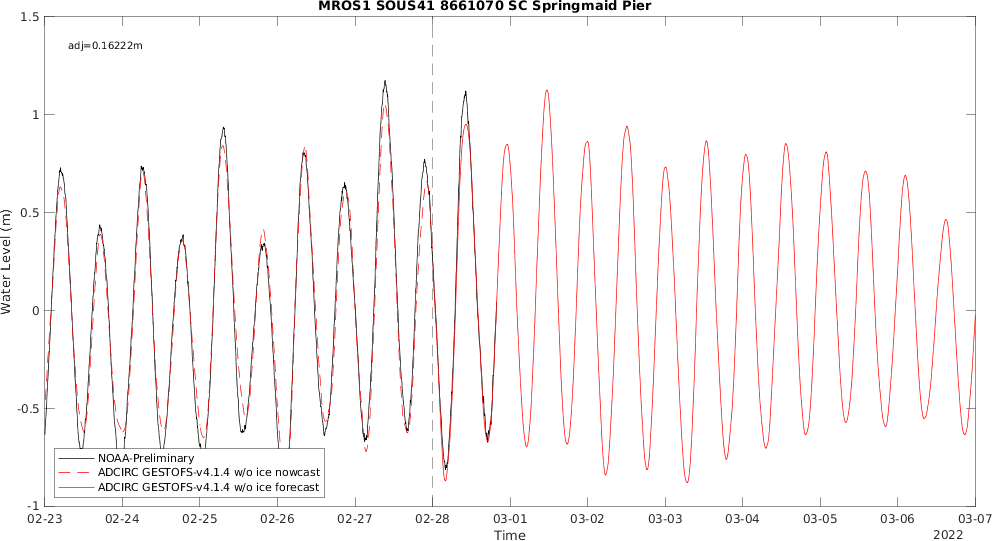 MROS1 SOUS41 8661070 SC Springmaid Pier
adj=0.16222m
1.5
1
0.5
0
-0.5
-1
Water Level (m)
NOAA-Preliminary
ADCIRC GESTOFS-v4.1.4 w/o ice nowcast
ADCIRC GESTOFS-v4.1.4 w/o ice forecast
02-23 02-24 02-25 02-26 02-27 02-28 03-01 03-02 03-03 03-04 03-05 03-06 03-07
Time
2022